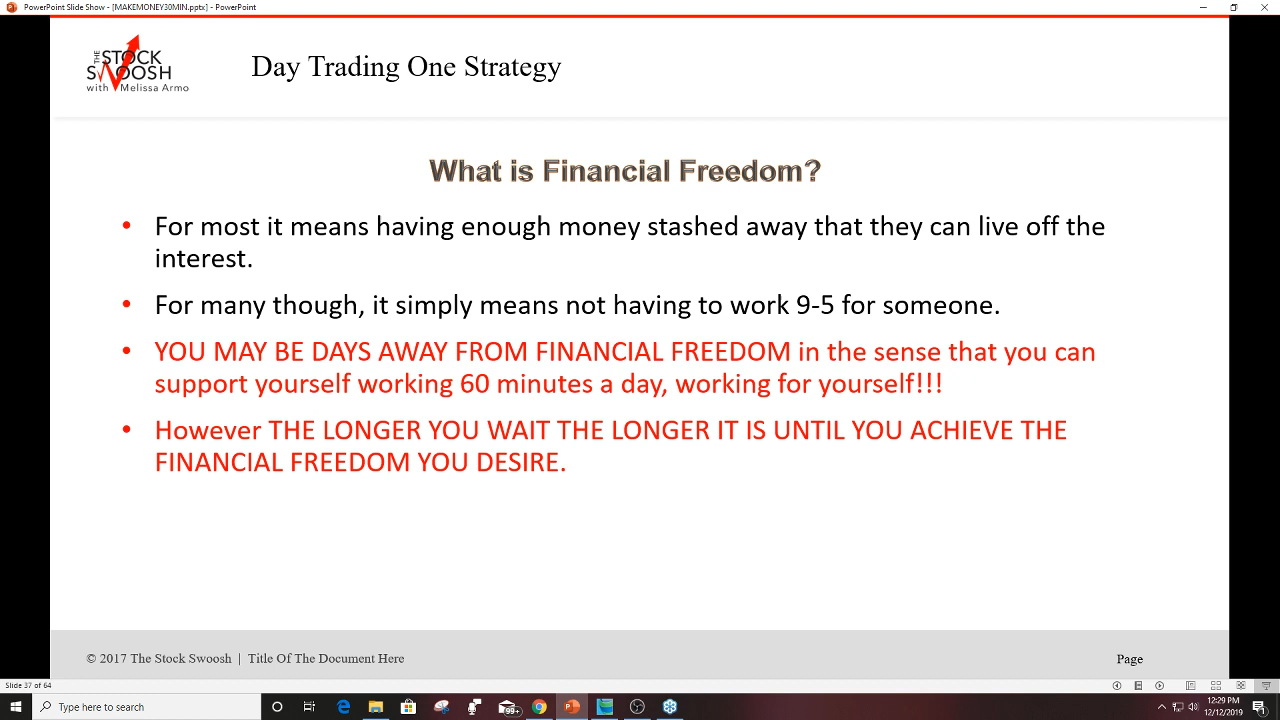 PowerPoint Slide Show - [MAKEMONEY30MIN.pptx] - PowerPoint
THE STOCK
SWOOSH
with Melissa Armo
Day Trading One Strategy
What is Financial Freedom?
• For most it means having enough money stashed away that they can live off the
interest.
• For many though, it simply means not having to work 9-5 for someone.
• YOU MAY BE DAYS AWAY FROM FINANCIAL FREEDOM in the sense that you can
support yourself working 60 minutes a day, working for yourself!!!
• However THE LONGER YOU WAIT THE LONGER IT IS UNTIL YOU ACHIEVE THE
FINANCIAL FREEDOM YOU DESIRE.
© 2017 The Stock Swoosh | Title Of The Document Here
Page
Slide 37 of 64
Type here to search
99+
12:29 PM
12/12/2019
1